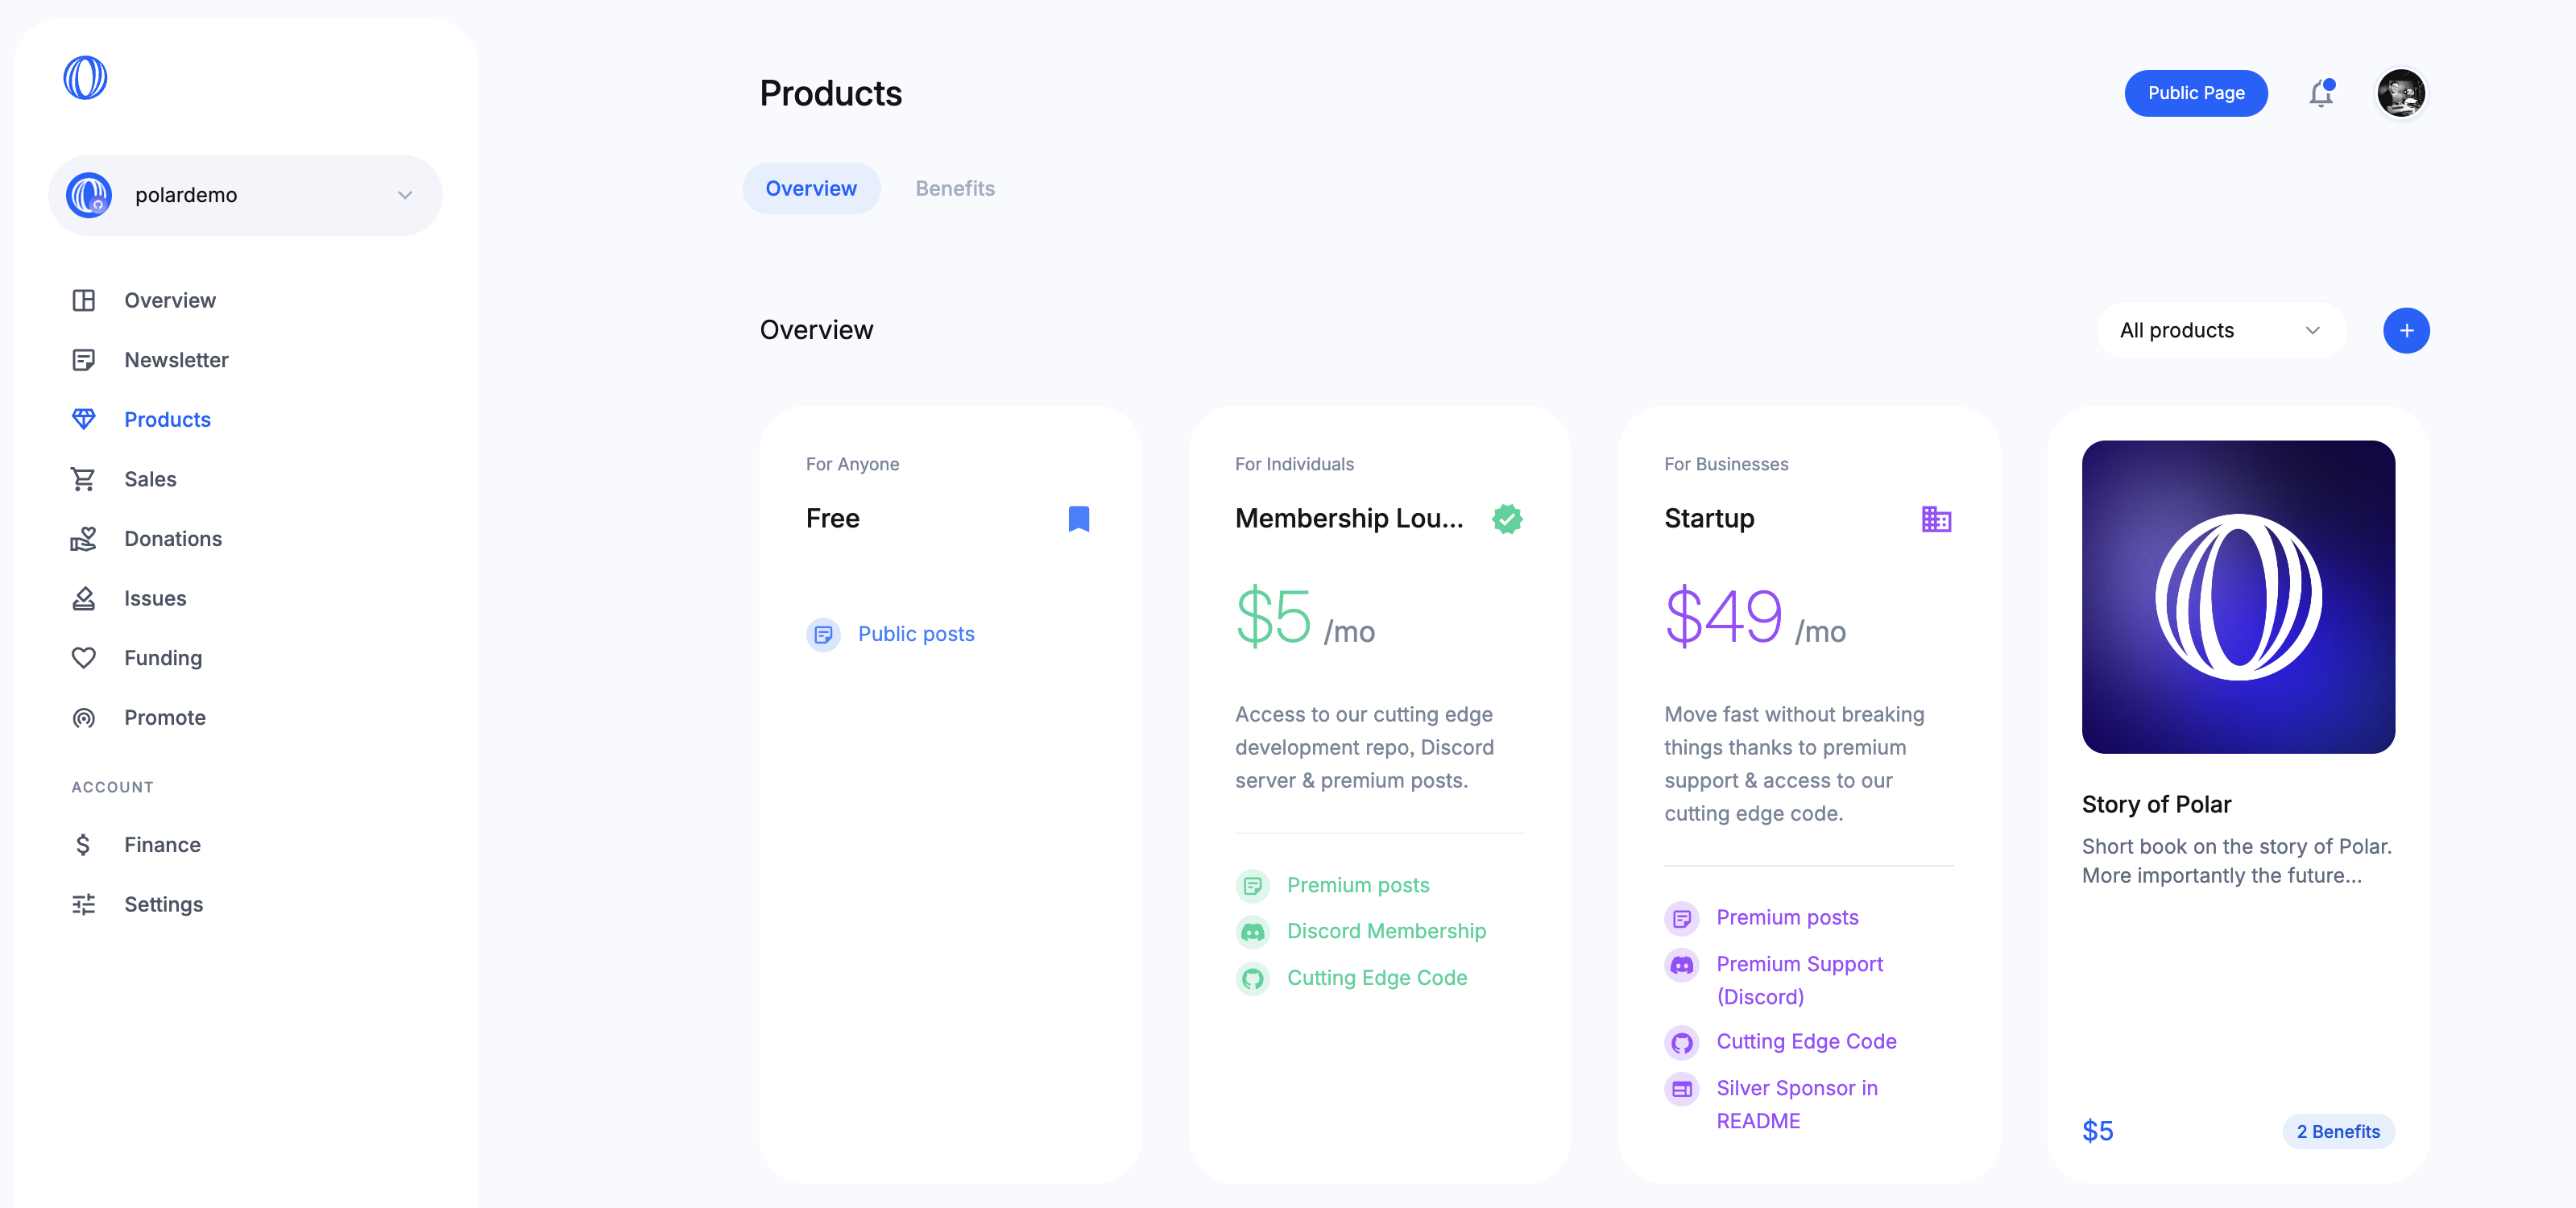 polardemo
Overview
Newsletter
Products
Sales
Donations
Issues
Funding
Promote
ACCOUNT
Finance
Settings
Products
Public Page
Overview
Benefits
Overview
All products
For Anyone
Free
Public posts
For Individuals
Membership Lou...
$5 /mo
Access to our cutting edge
development repo, Discord
server & premium posts.
Premium posts
Discord Membership
Cutting Edge Code
For Businesses
Startup
$49 /mo
Move fast without breaking
things thanks to premium
support & access to our
cutting edge code.
Premium posts
Premium Support
(Discord)
Cutting Edge Code
Silver Sponsor in
README
Story of Polar
Short book on the story of Polar.
More importantly the future...
$5
2 Benefits